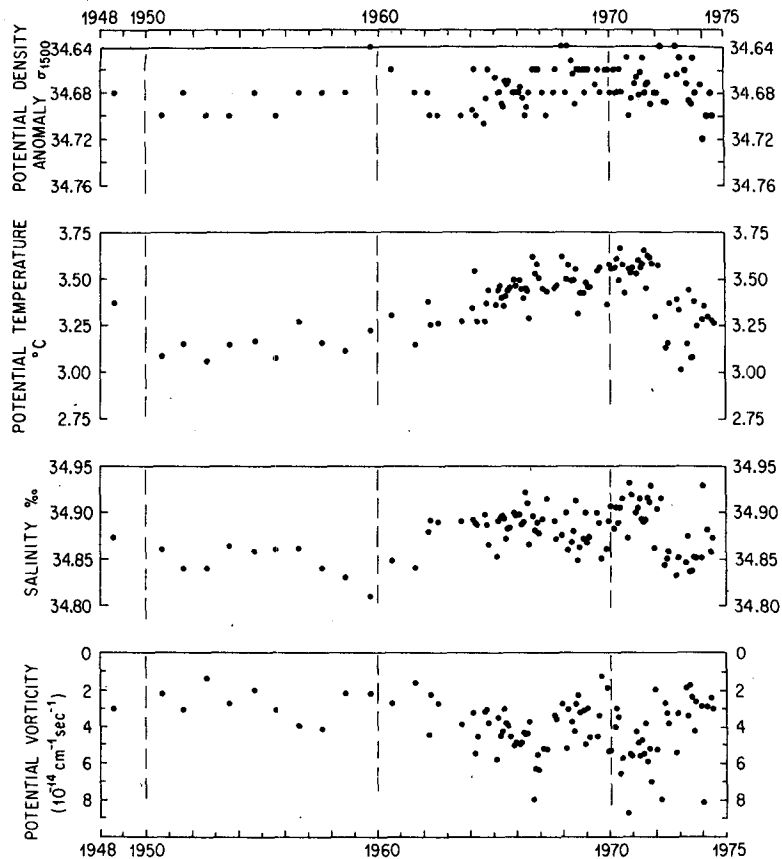 1948 1950 1960 1970 1975
POTENTIAL DENSITY
ANOMALY σ1500
34.64 34.64
34.68 34.68
34.72 34.72
34.76 34.76
POTENTIAL TEMPERATURE
°C
3.75 3.75
3.50 3.50
3.25 3.25
3.00 3.00
2.75 2.75
SALINITY ‰
34.95 34.95
34.90 34.90
34.85 34.85
34.80 34.80
POTENTIAL VORTICITY
(10⁻¹⁴ cm⁻¹ sec⁻¹)
0 0
2 2
4 4
6 6
8 8
1948 1950 1960 1970 1975